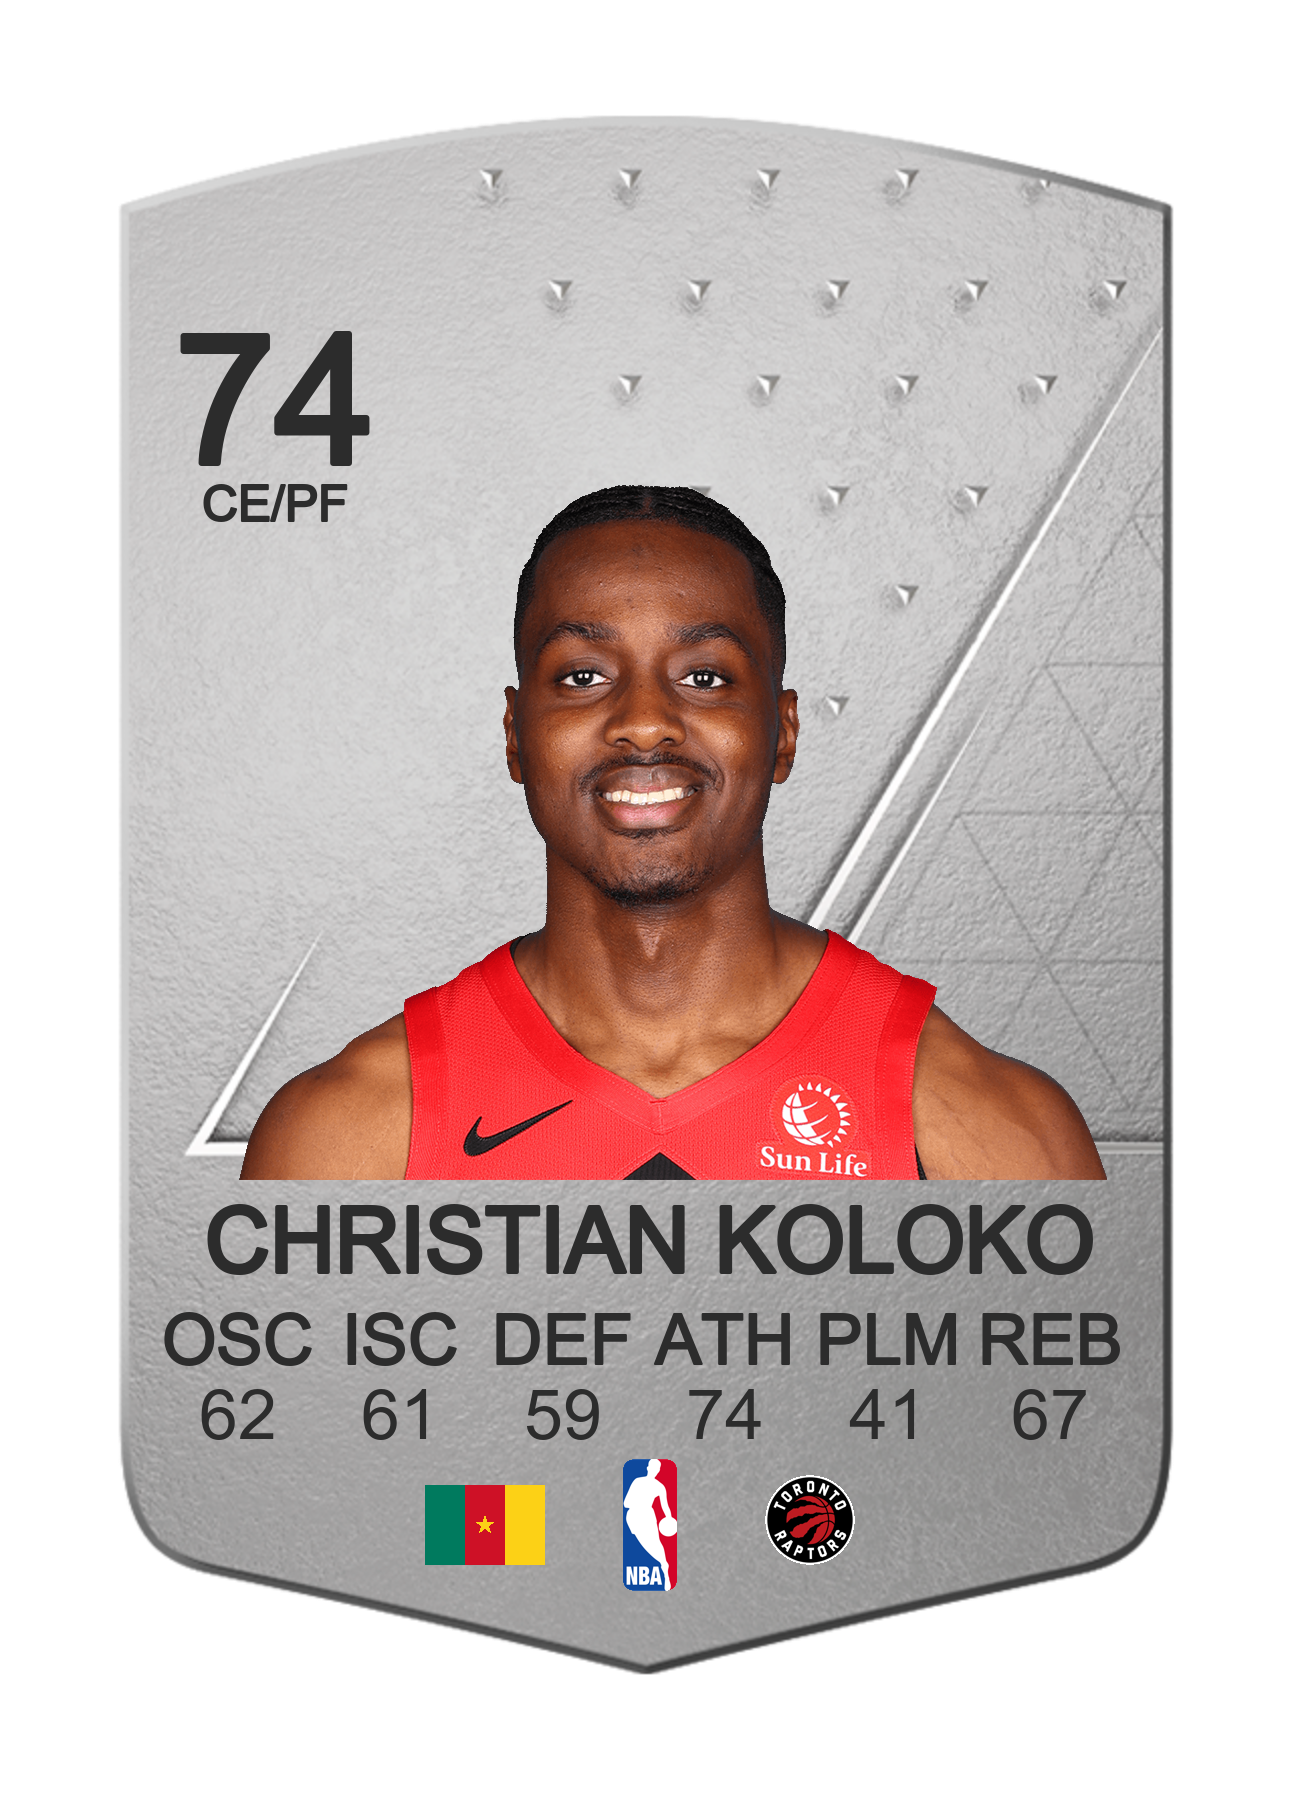 74
CE/PF
Sun Life
CHRISTIAN KOLOKO
OSC ISC DEF ATH PLM REB
62 61 59 74 41 67
NBA
TORONTO
RAPTORS